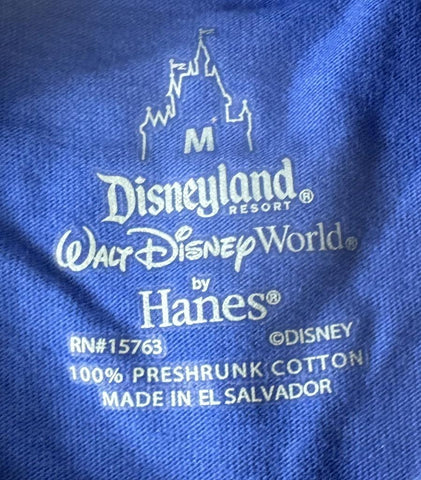 M
Disneyland®
RESORT
WALT DISNEY World®
by
Hanes®
RN#15763 ©DISNEY
100% PRESHRUNK COTTON
MADE IN EL SALVADOR